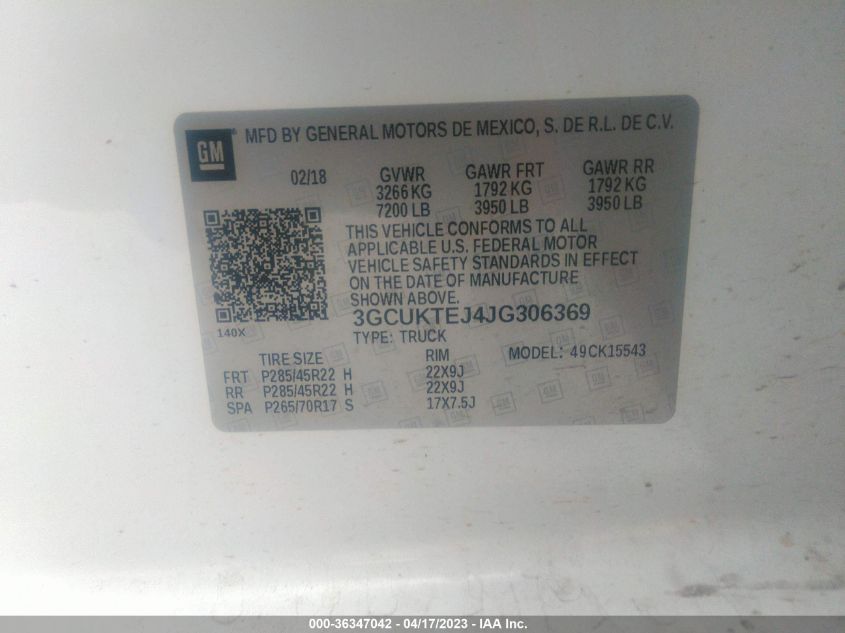 GM ® MFD BY GENERAL MOTORS DE MEXICO, S. DE R.L. DE C.V.
02/18 GVWR GAWR FRT GAWR RR
3266 KG 1792 KG 1792 KG
7200 LB 3950 LB 3950 LB
THIS VEHICLE CONFORMS TO ALL
APPLICABLE U.S. FEDERAL MOTOR
VEHICLE SAFETY STANDARDS IN EFFECT
ON THE DATE OF MANUFACTURE
SHOWN ABOVE.
3GCUKTEJ4JG306369
140X TYPE: TRUCK MODEL: 49CK15543
TIRE SIZE RIM
FRT P285/45R22 H 22X9J
RR P285/45R22 H 22X9J
SPA P265/70R17 S 17X7.5J
000-36347042 - 04/17/2023 - IAA Inc.